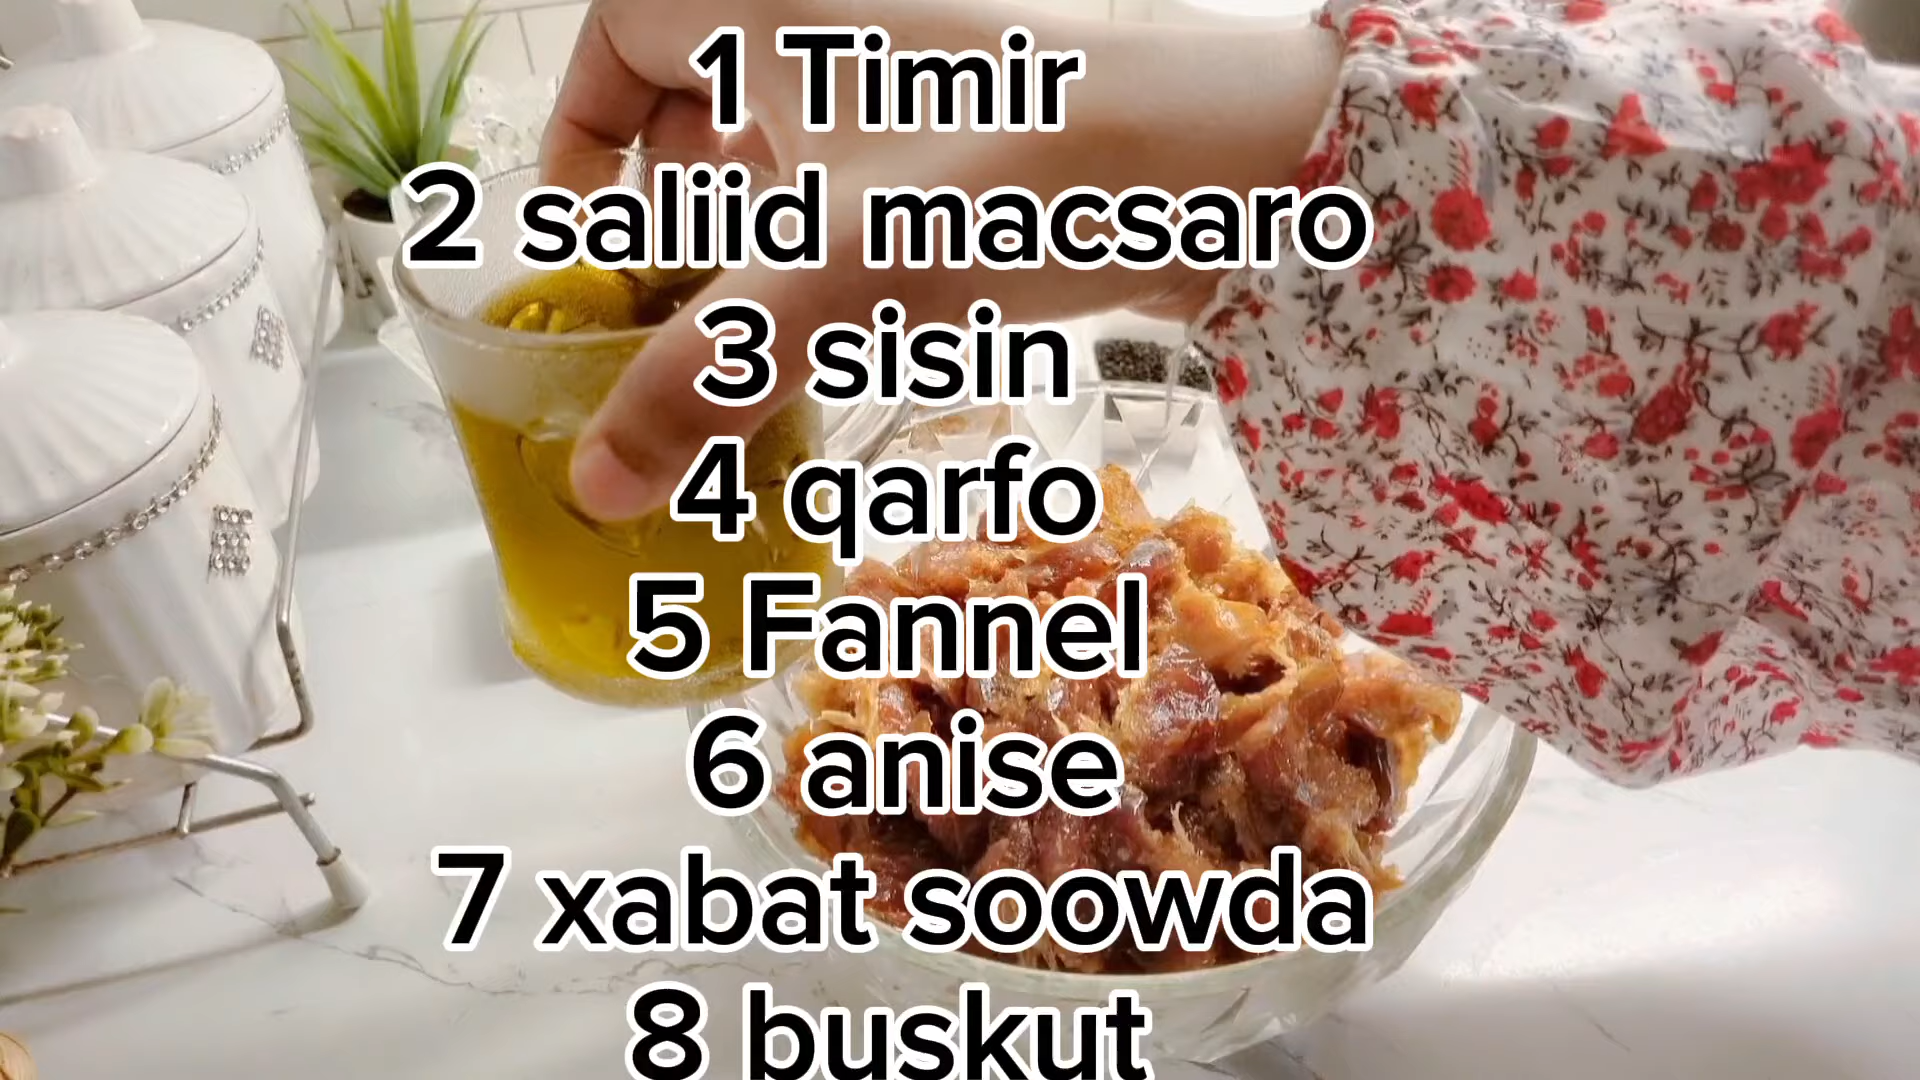 1 Timir
2 saliid macsaro
3 sisin
4 qarfo
5 Fannel
6 anise
7 xabat soowda
8 buskut